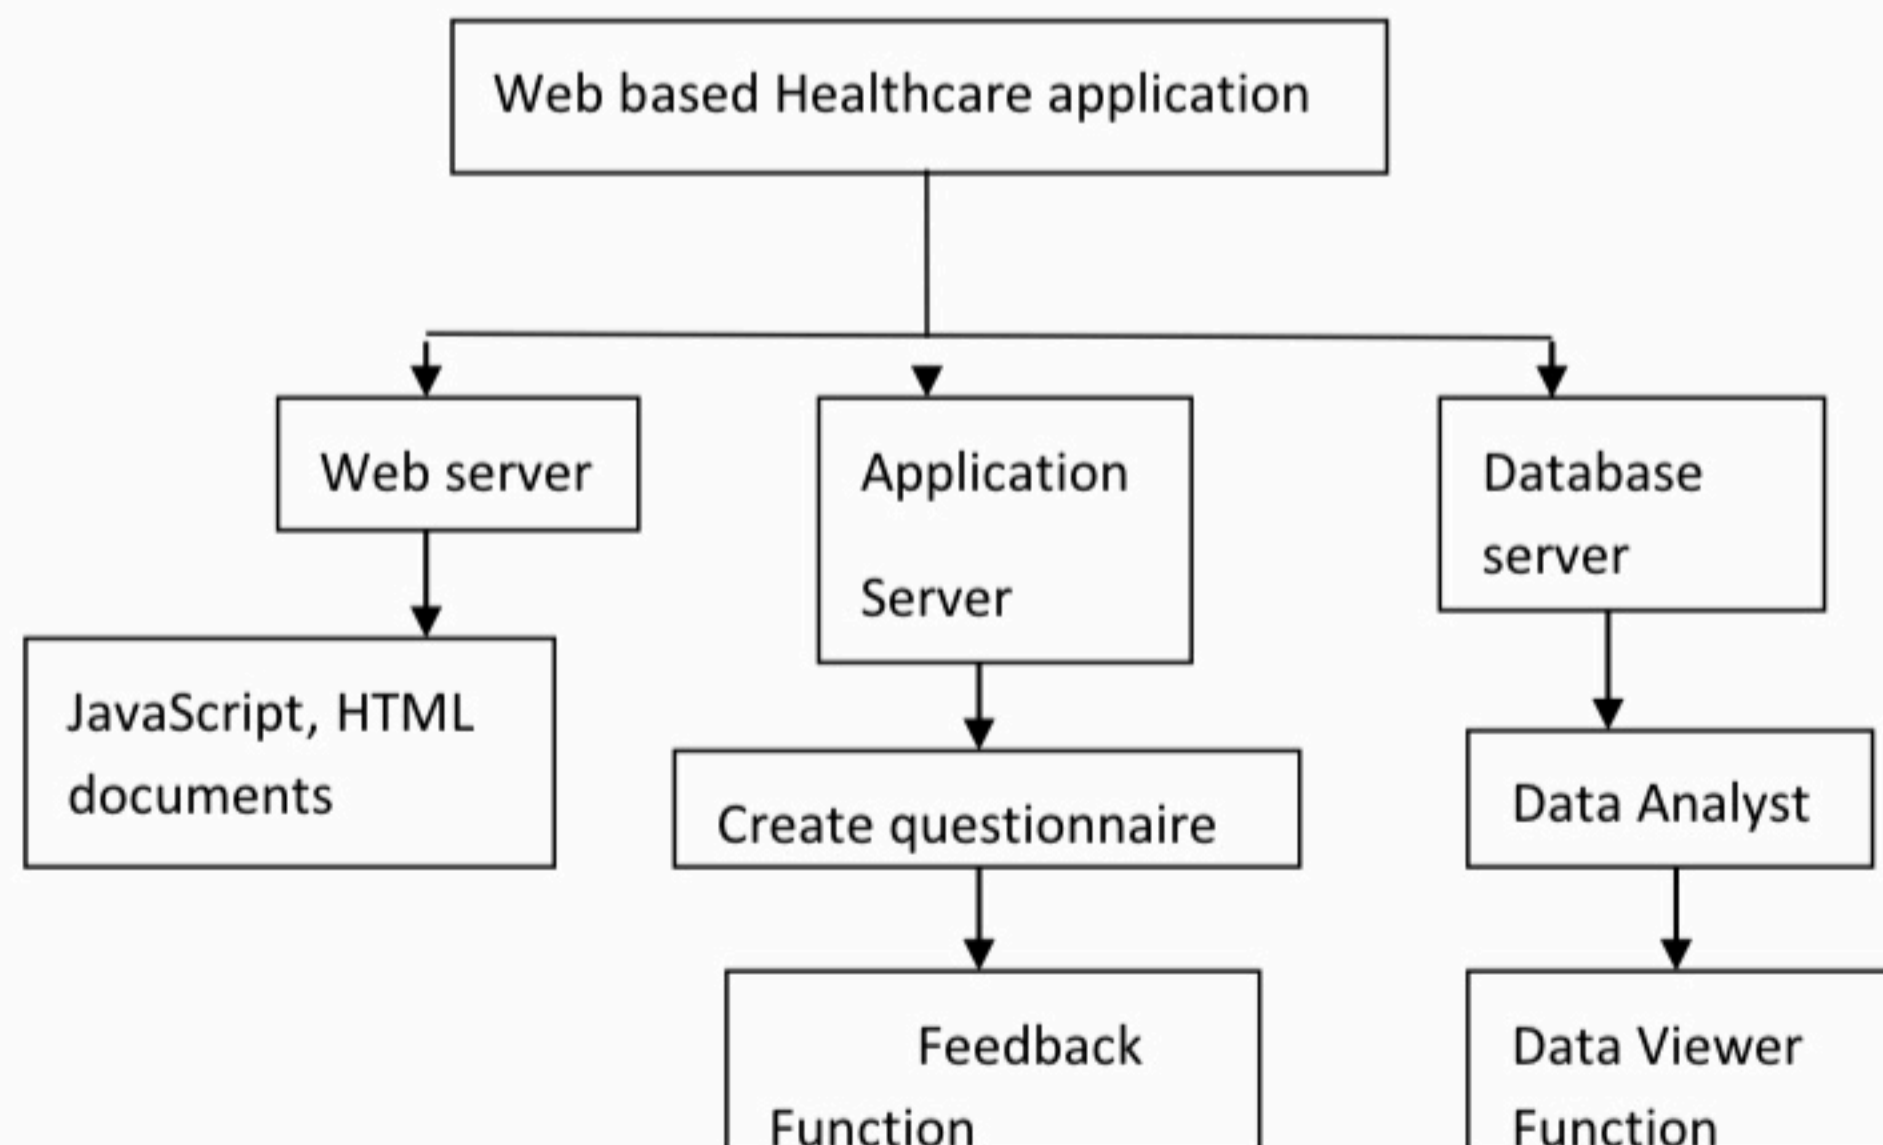 Web based Healthcare application
Web server
Application
Server
Database
server
JavaScript, HTML
documents
Create questionnaire
Data Analyst
Feedback
Function
Data Viewer
Function